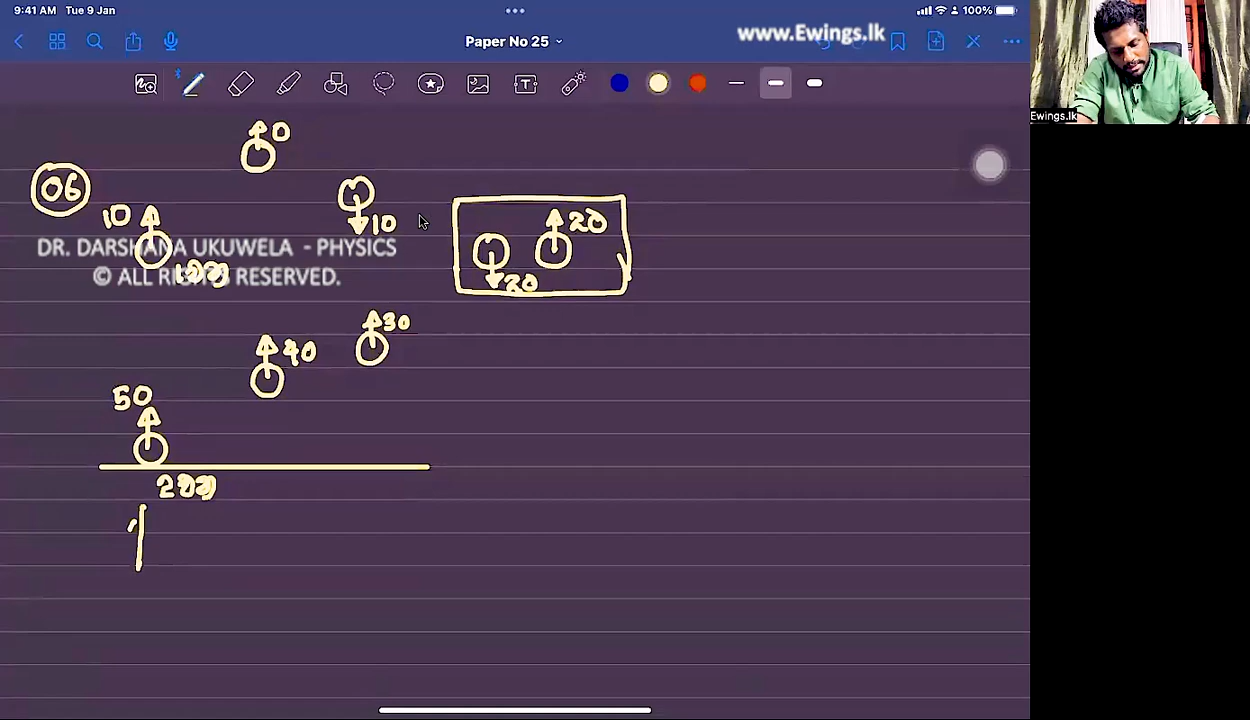 9:41 AM Tue 9 Jan
100%
Paper No 25
www.Ewings.lk
Ewings.lk
0
06
10
10
20
20
DR. DARSHANA UKUWELA - PHYSICS
© ALL RIGHTS RESERVED.
30
40
50